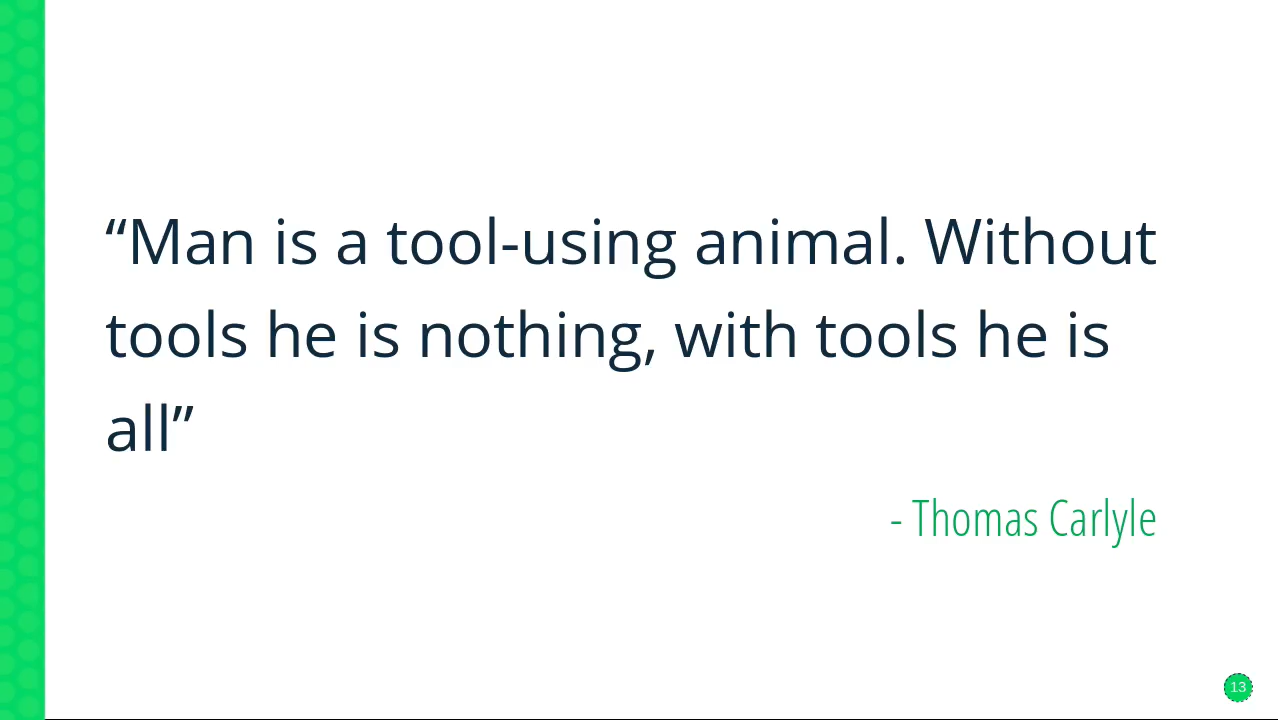 “Man is a tool-using animal. Without
tools he is nothing, with tools he is
all”
- Thomas Carlyle
13